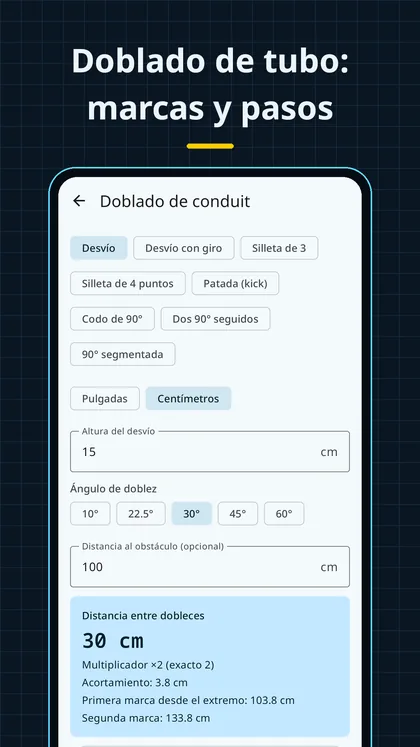 Doblado de tubo:
marcas y pasos
Doblado de conduit
Desvío Desvío con giro Silleta de 3
Silleta de 4 puntos Patada (kick)
Codo de 90° Dos 90° seguidos
90° segmentada
Pulgadas Centímetros
Altura del desvío
15 cm
Ángulo de doblez
10° 22.5° 30° 45° 60°
Distancia al obstáculo (opcional)
100 cm
Distancia entre dobleces
30 cm
Multiplicador ×2 (exacto 2)
Acortamiento: 3.8 cm
Primera marca desde el extremo: 103.8 cm
Segunda marca: 133.8 cm